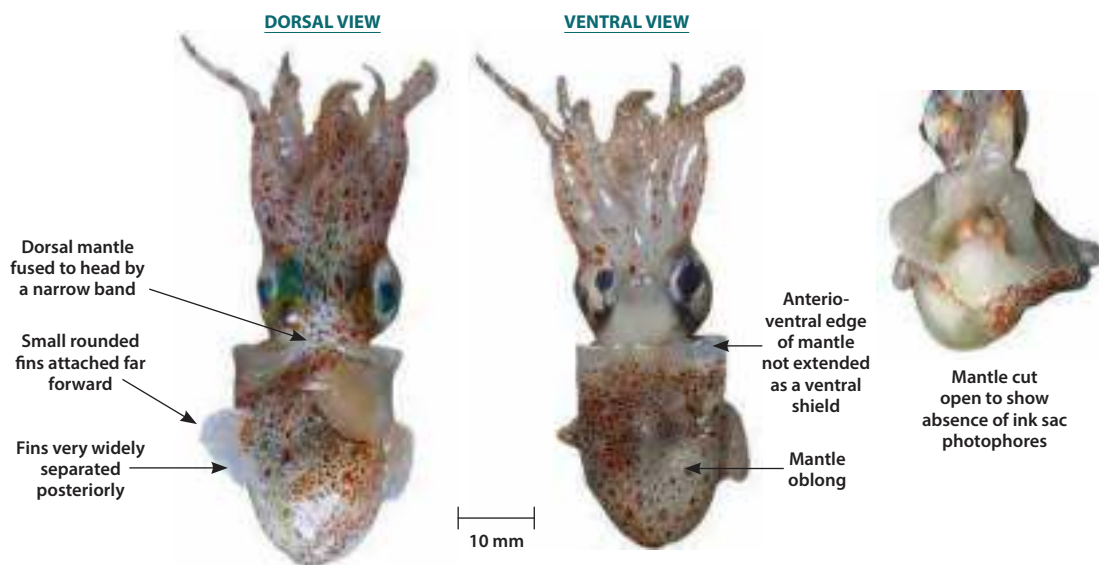 DORSAL VIEW
VENTRAL VIEW
Dorsal mantle
fused to head by
a narrow band
Small rounded
fins attached far
forward
Fins very widely
separated
posteriorly
Anterio-
ventral edge
of mantle
not extended
as a ventral
shield
Mantle
oblong
10 mm
Mantle cut
open to show
absence of ink sac
photophores